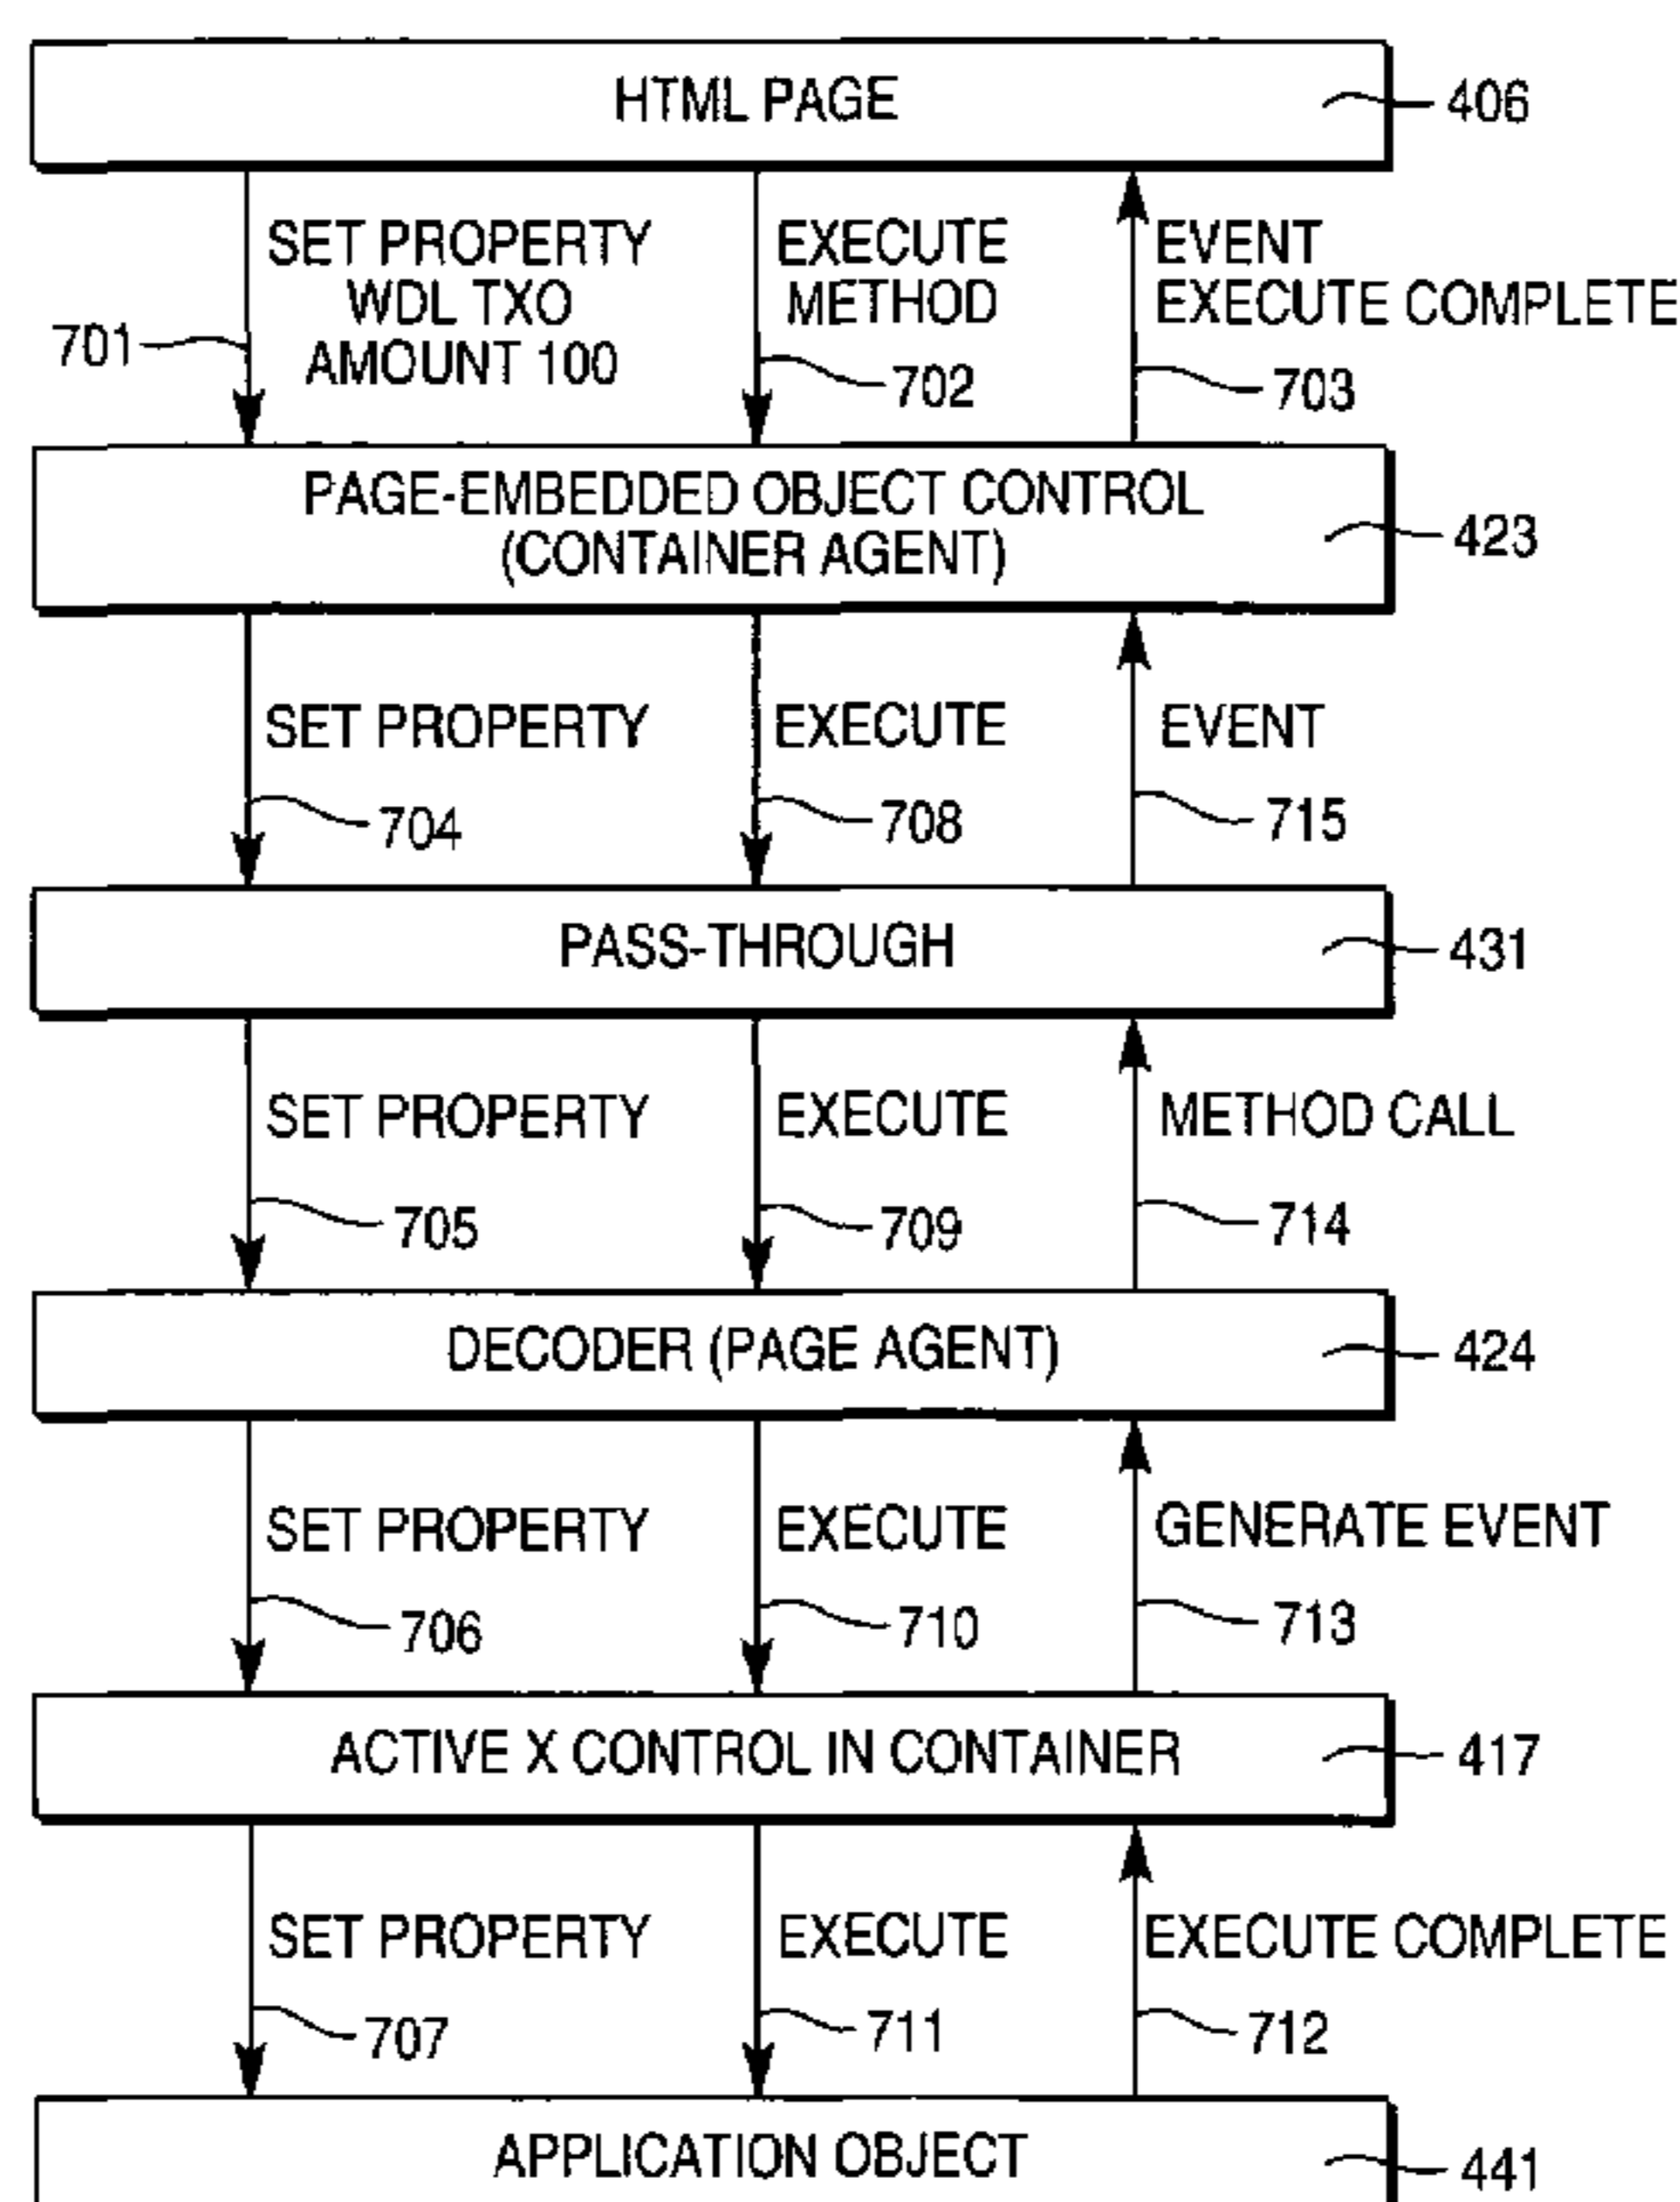 HTML PAGE
406
SET PROPERTY
WDL TXO
AMOUNT 100
701
EXECUTE
METHOD
702
EVENT
EXECUTE COMPLETE
703
PAGE-EMBEDDED OBJECT CONTROL
(CONTAINER AGENT)
423
SET PROPERTY
704
EXECUTE
708
EVENT
715
PASS-THROUGH
431
SET PROPERTY
705
EXECUTE
709
METHOD CALL
714
DECODER (PAGE AGENT)
424
SET PROPERTY
706
EXECUTE
710
GENERATE EVENT
713
ACTIVE X CONTROL IN CONTAINER
417
SET PROPERTY
707
EXECUTE
711
EXECUTE COMPLETE
712
APPLICATION OBJECT
441